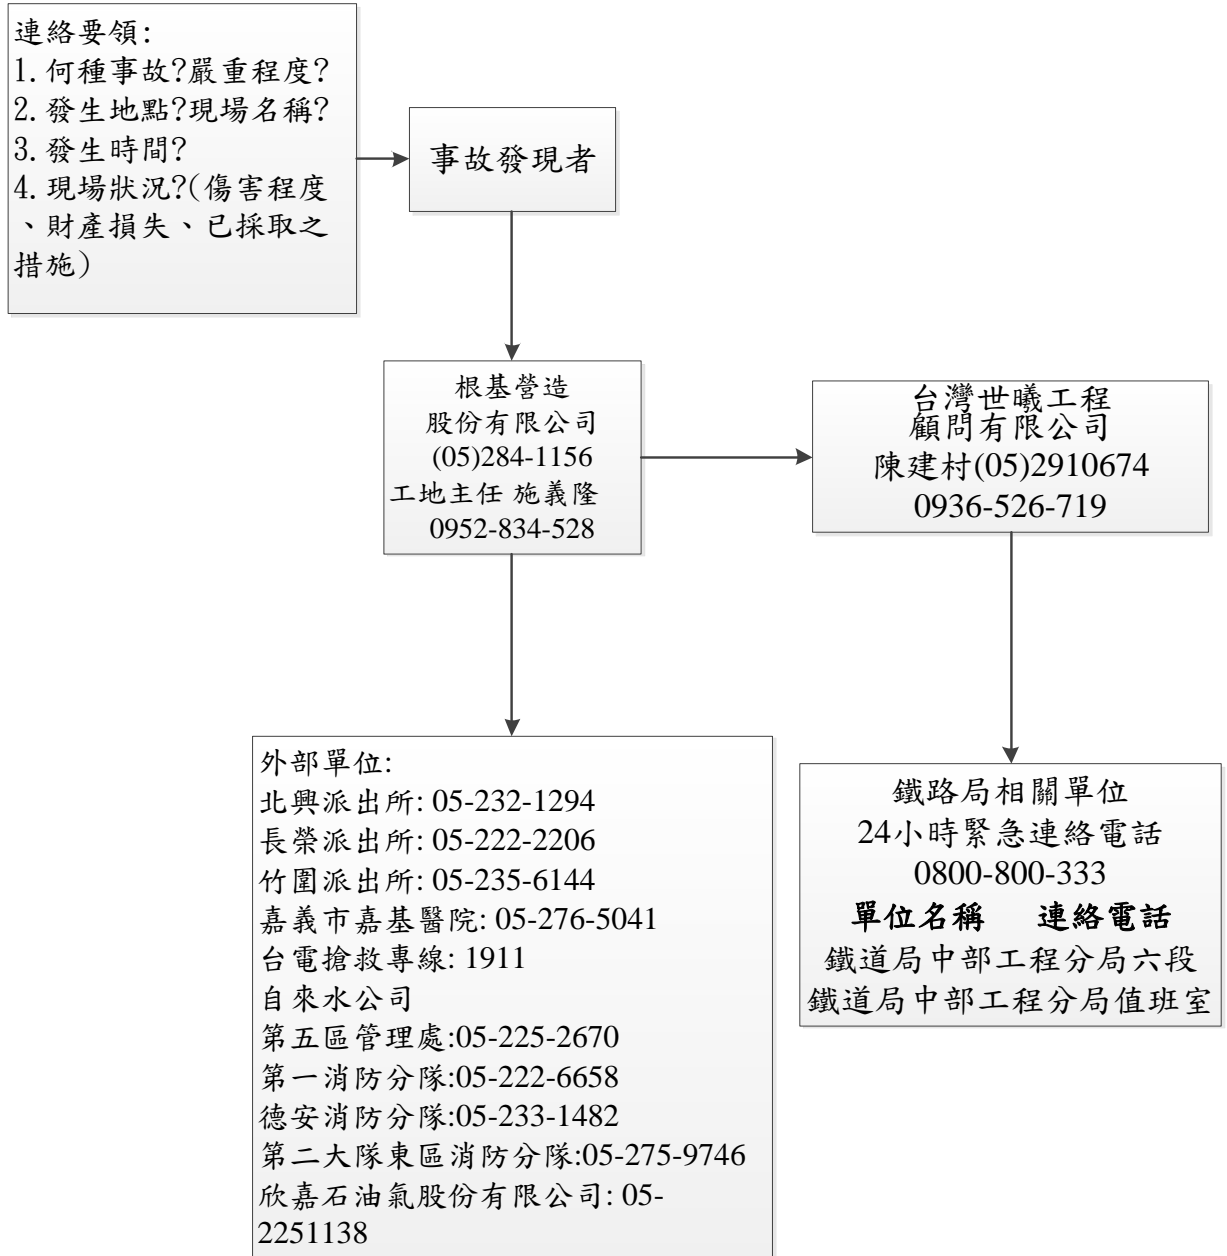 連絡要領:
1. 何種事故?嚴重程度?
2. 發生地點?現場名稱?
3. 發生時間?
4. 現場狀況?(傷害程度
、財產損失、已採取之
措施)
事故發現者
根基營造
股份有限公司
(05)284-1156
工地主任 施義隆
0952-834-528
台灣世曦工程
顧問有限公司
陳建村(05)2910674
0936-526-719
外部單位:
北興派出所: 05-232-1294
長榮派出所: 05-222-2206
竹圍派出所: 05-235-6144
嘉義市嘉基醫院: 05-276-5041
台電搶救專線: 1911
自來水公司
第五區管理處:05-225-2670
第一消防分隊:05-222-6658
德安消防分隊:05-233-1482
第二大隊東區消防分隊:05-275-9746
欣嘉石油氣股份有限公司: 05-
2251138
鐵路局相關單位
24小時緊急連絡電話
0800-800-333
單位名稱 連絡電話
鐵道局中部工程分局六段
鐵道局中部工程分局值班室